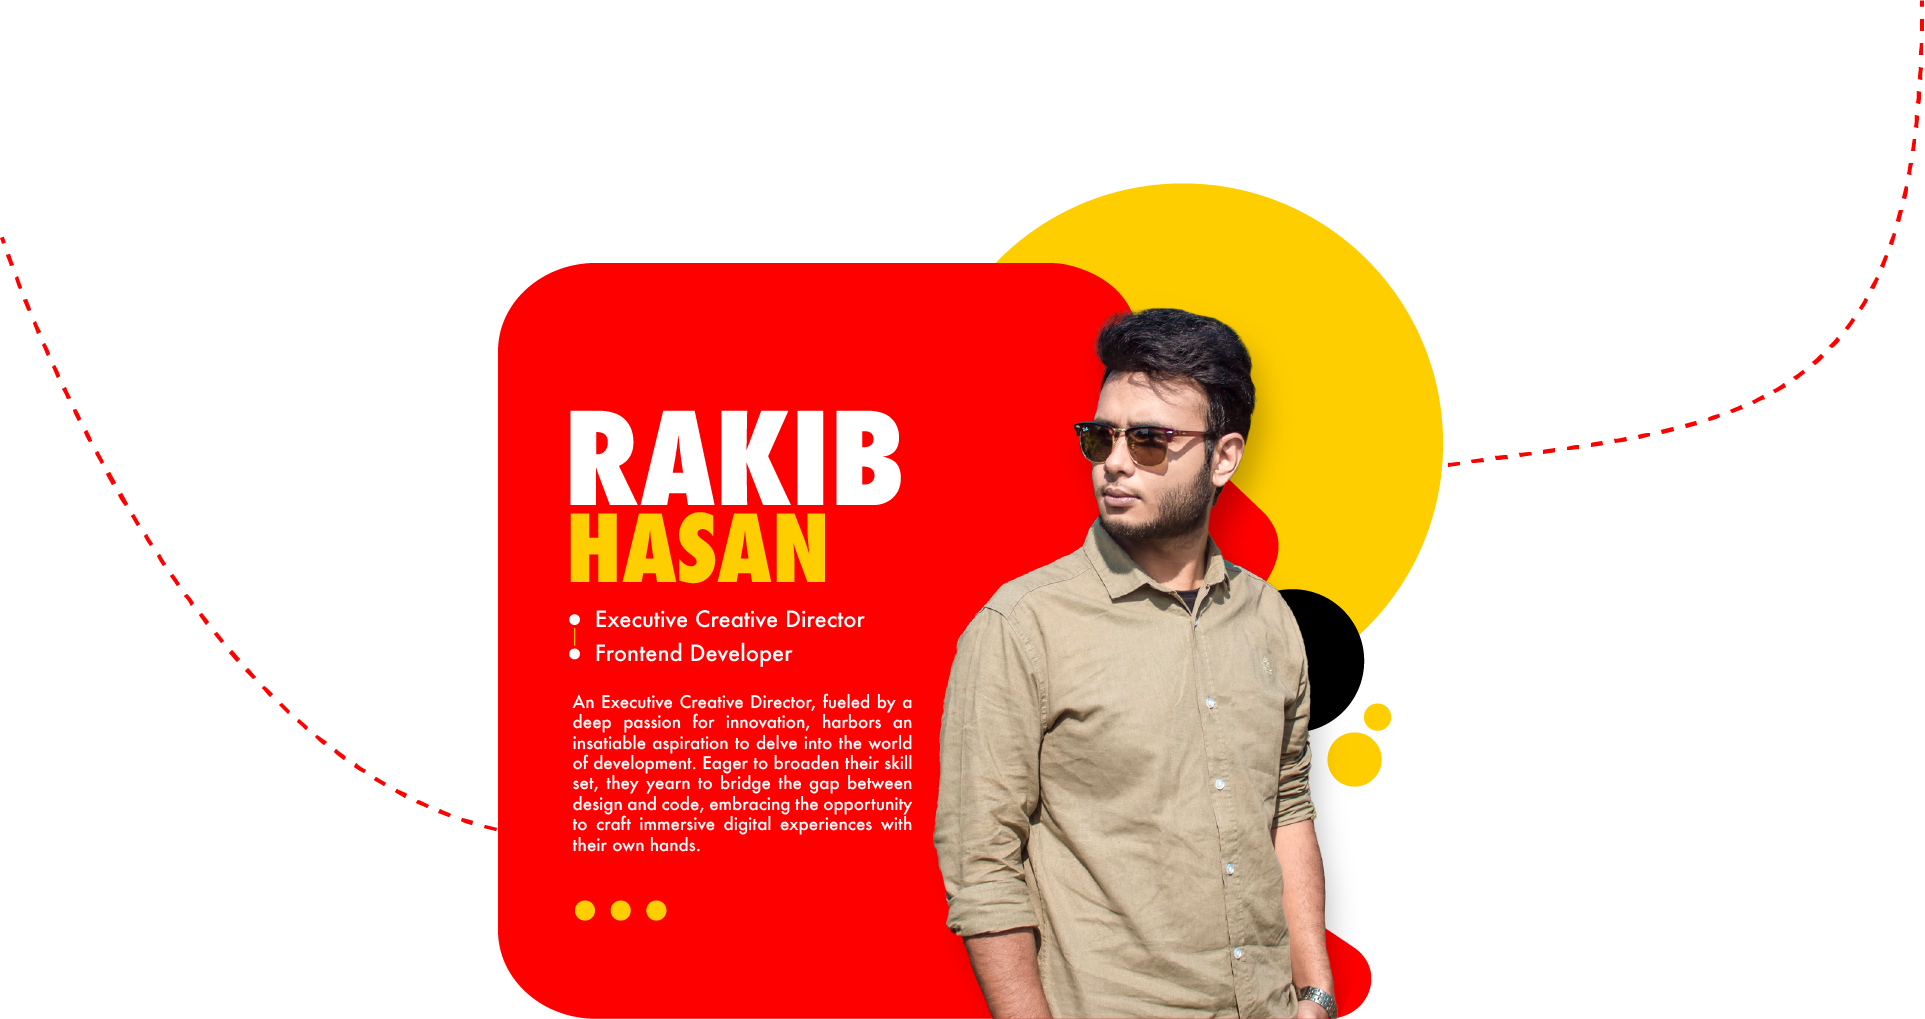 RAKIB
HASAN
Executive Creative Director
Frontend Developer
An Executive Creative Director, fueled by a
deep passion for innovation, harbors an
insatiable aspiration to delve into the world
of development. Eager to broaden their skill
set, they yearn to bridge the gap between
design and code, embracing the opportunity
to craft immersive digital experiences with
their own hands.